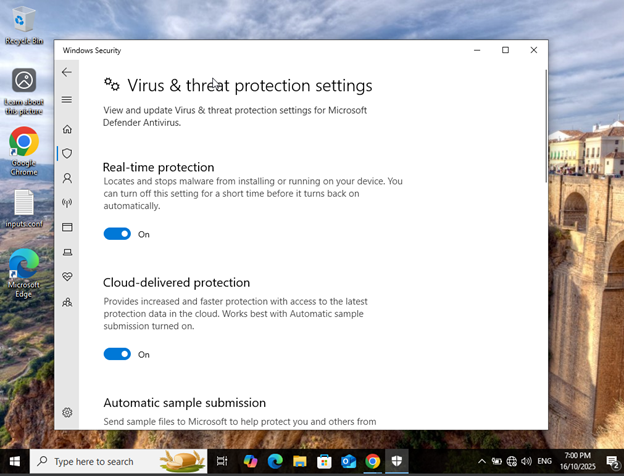 Recycle Bin
Learn about
this picture
Google
Chrome
inputs.conf
Microsoft
Edge
Windows Security
Virus & threat protection settings
View and update Virus & threat protection settings for Microsoft
Defender Antivirus.
Real-time protection
Locates and stops malware from installing or running on your device. You
can turn off this setting for a short time before it turns back on
automatically.
On
Cloud-delivered protection
Provides increased and faster protection with access to the latest
protection data in the cloud. Works best with Automatic sample
submission turned on.
On
Automatic sample submission
Send sample files to Microsoft to help protect you and others from
Type here to search
ENG
7:00 PM
16/10/2025
2